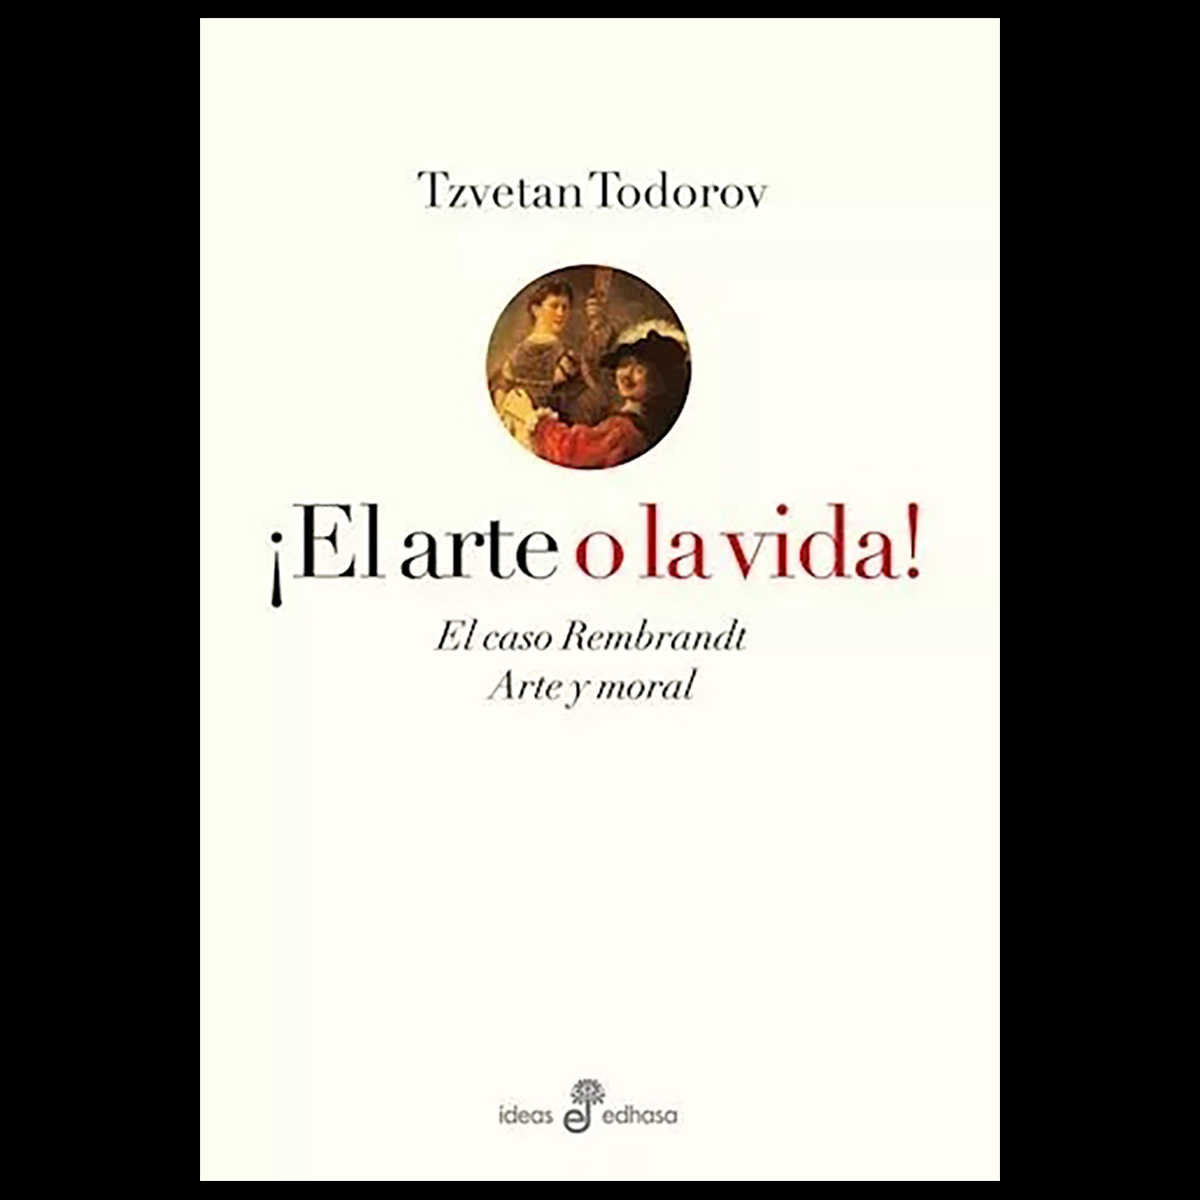 Tzvetan Todorov
¡El arte o la vida!
El caso Rembrandt
Arte y moral
ideas edhasa